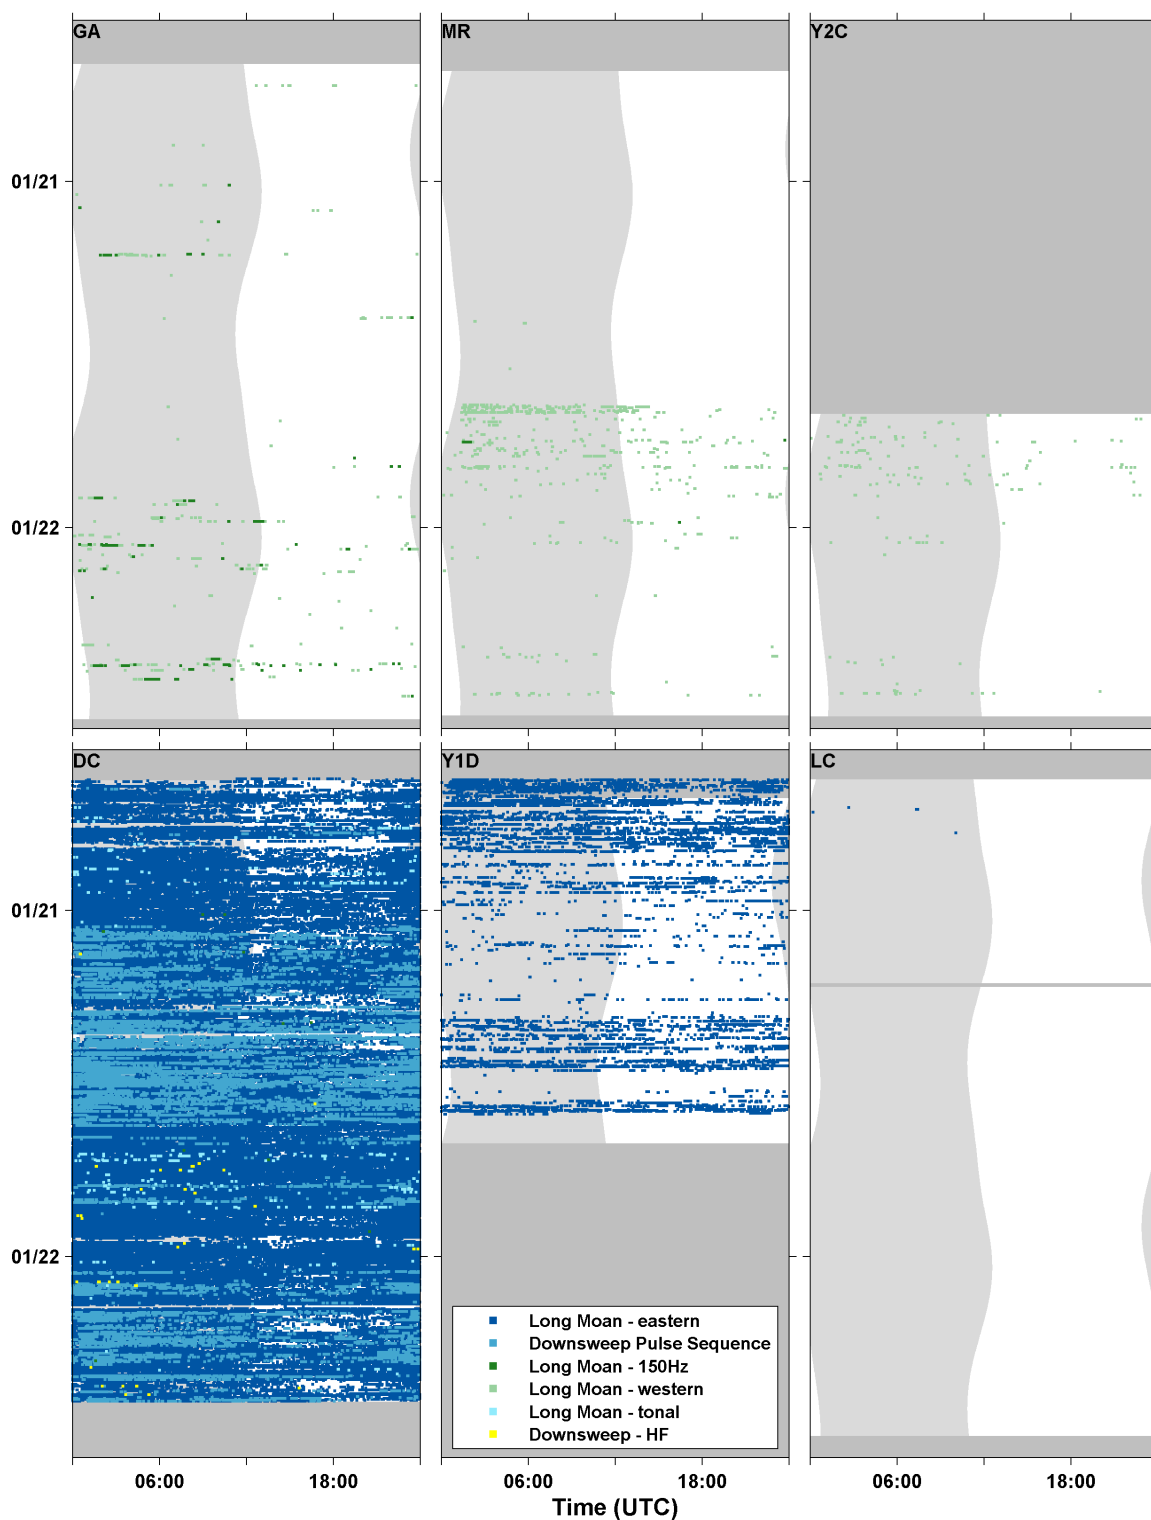 GA
MR
Y2C
01/21
01/22
DC
Y1D
LC
01/21
01/22
Long Moan - eastern
Downsweep Pulse Sequence
Long Moan - 150Hz
Long Moan - western
Long Moan - tonal
Downsweep - HF
06:00
18:00
06:00
18:00
06:00
18:00
Time (UTC)